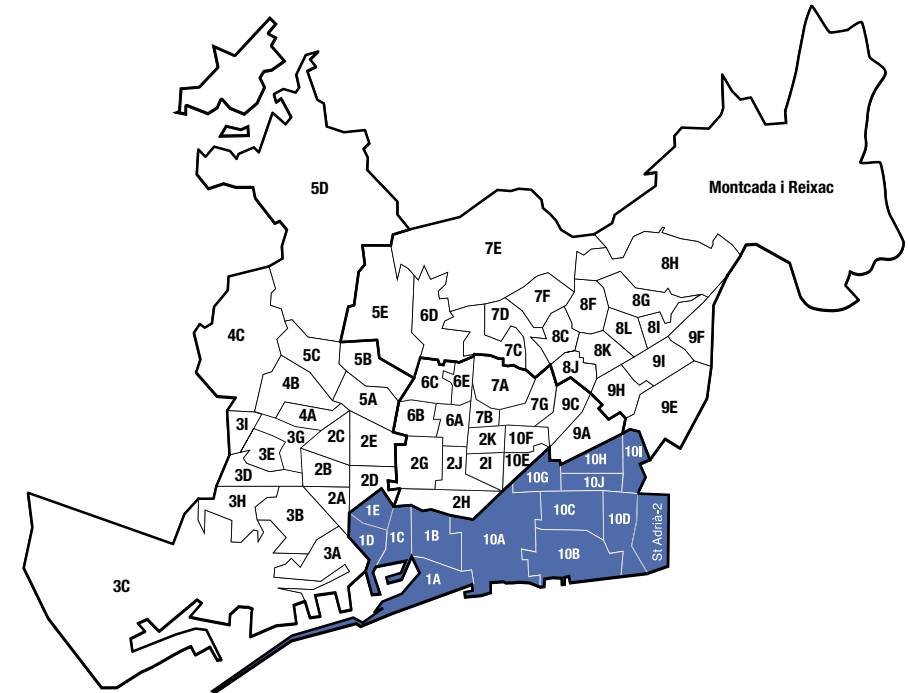 5D
Montcada i Reixac
7E
8H
7F
8G
5E
6D
7D
8F
4C
8C
8L
8I
9F
7C
5C
5B
8K
9I
8J
6C
6E
4B
7A
9H
5A
7G
9C
9E
6B
4A
6A
7B
3I
3G
2C
2E
2K
10F
9A
3E
10I
2G
2J
2I
10E
10H
3D
2B
2D
10G
10J
3H
2A
2H
3B
1E
10C
10D
1D
1C
1B
10A
St Adrià-2
3A
10B
3C
1A